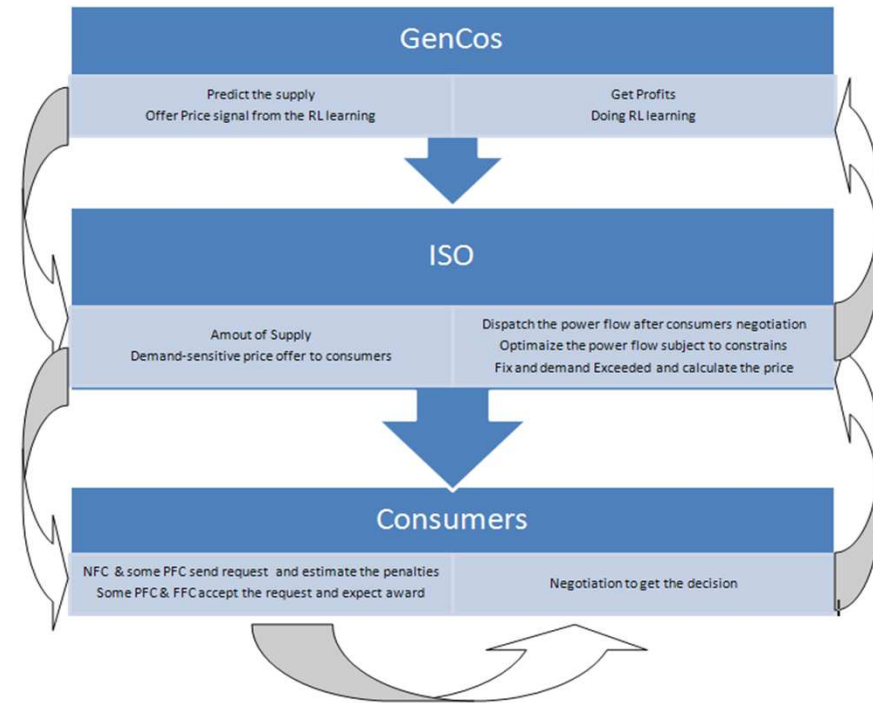 GenCos
Predict the supply
Offer Price signal from the RL learning
Get Profits
Doing RL learning
ISO
Amout of Supply
Demand-sensitive price offer to consumers
Dispatch the power flow after consumers negotiation
Optimaize the power flow subject to constrains
Fix and demand Exceeded and calculate the price
Consumers
NFC & some PFC send request and estimate the penalties
Some PFC & FFC accept the request and expect award
Negotiation to get the decision